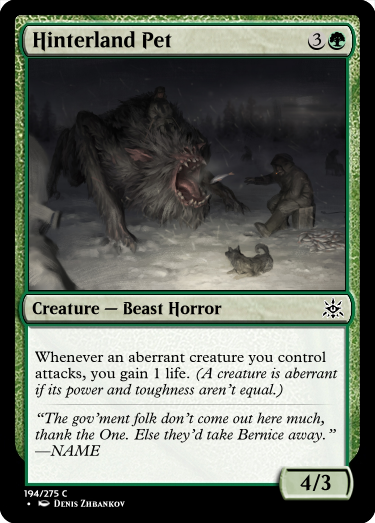 Hinterland Pet 3
Creature — Beast Horror
Whenever an aberrant creature you control
attacks, you gain 1 life. (A creature is aberrant
if its power and toughness aren't equal.)
“The gov'ment folk don't come out here much,
thank the One. Else they'd take Bernice away.”
—NAME
4/3
194/275 C
• Denis Zhbankov